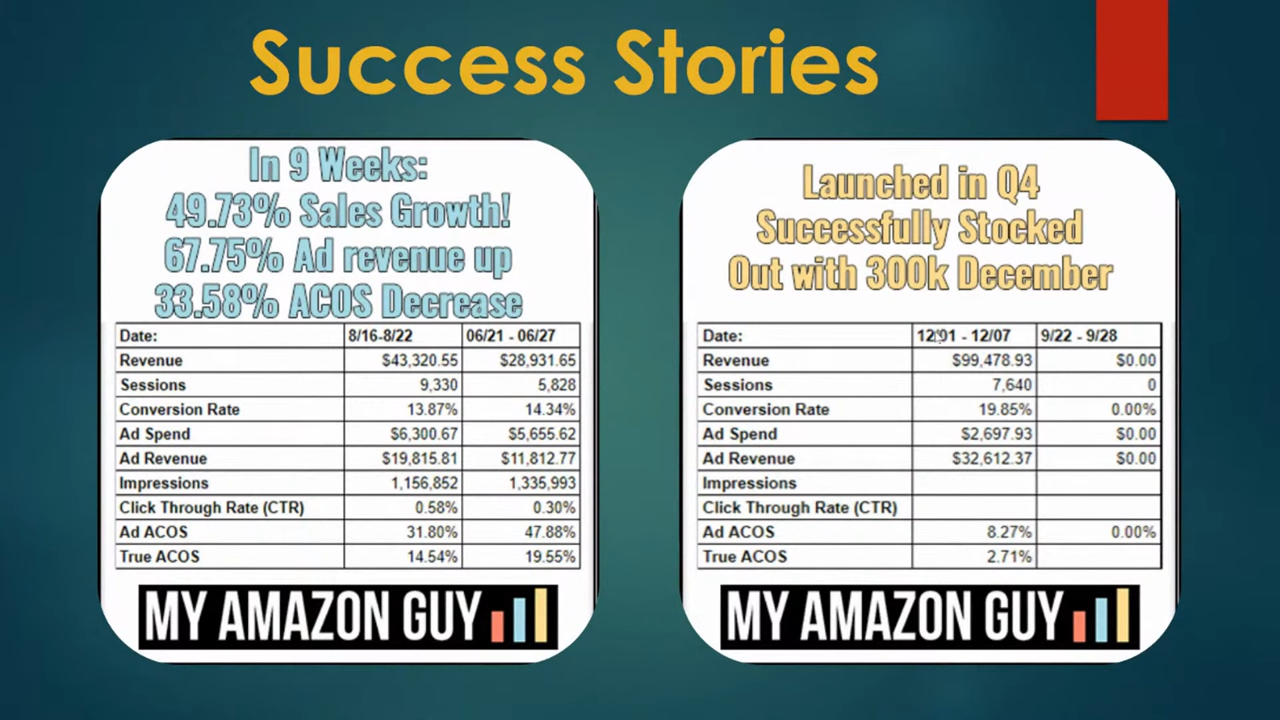 Success Stories
In 9 Weeks:
49.73% Sales Growth!
67.75% Ad revenue up
33.58% ACOS Decrease
Date: 8/16-8/22 06/21 - 06/27
Revenue $43,320.55 $28,931.65
Sessions 9,330 5,828
Conversion Rate 13.87% 14.34%
Ad Spend $6,300.67 $5,655.62
Ad Revenue $19,815.81 $11,812.77
Impressions 1,156,852 1,335,993
Click Through Rate (CTR) 0.58% 0.30%
Ad ACOS 31.80% 47.88%
True ACOS 14.54% 19.55%
MY AMAZON GUY
Launched in Q4
Successfully Stocked
Out with 300k December
Date: 12/01 - 12/07 9/22 - 9/28
Revenue $99,478.93 $0.00
Sessions 7,640 0
Conversion Rate 19.85% 0.00%
Ad Spend $2,697.93 $0.00
Ad Revenue $32,612.37 $0.00
Impressions
Click Through Rate (CTR)
Ad ACOS 8.27% 0.00%
True ACOS 2.71%
MY AMAZON GUY